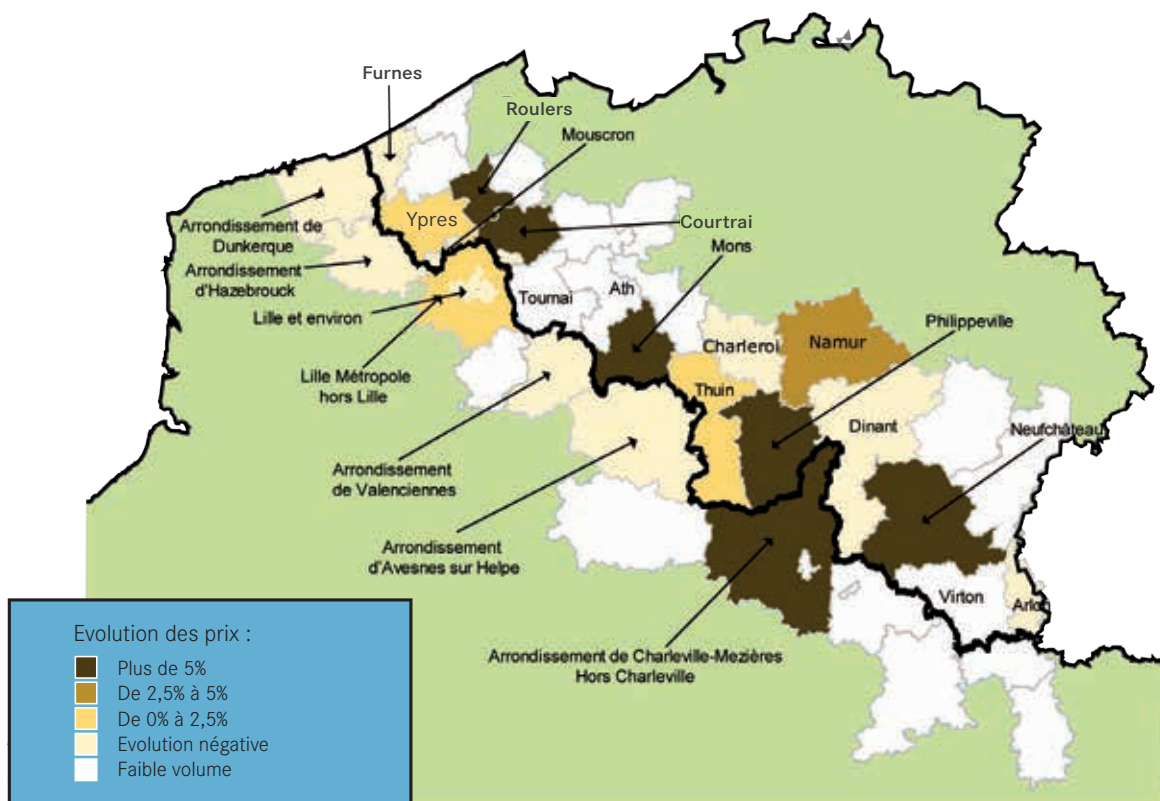 Furnes
Roulers
Mouscron
Ypres
Courtrai
Arrondissement de
Dunkerque
Mons
Arrondissement
d'Hazebrouck
Tournai
Ath
Lille et environ
Philippeville
Charleroi
Namur
Lille Métropole
hors Lille
Thuin
Dinant
Neufchâteau
Arrondissement
de Valenciennes
Arrondissement
d'Avesnes sur Helpe
Virton
Arlon
Arrondissement de Charleville-Mezières
Hors Charleville
Evolution des prix :
Plus de 5%
De 2,5% à 5%
De 0% à 2,5%
Evolution négative
Faible volume